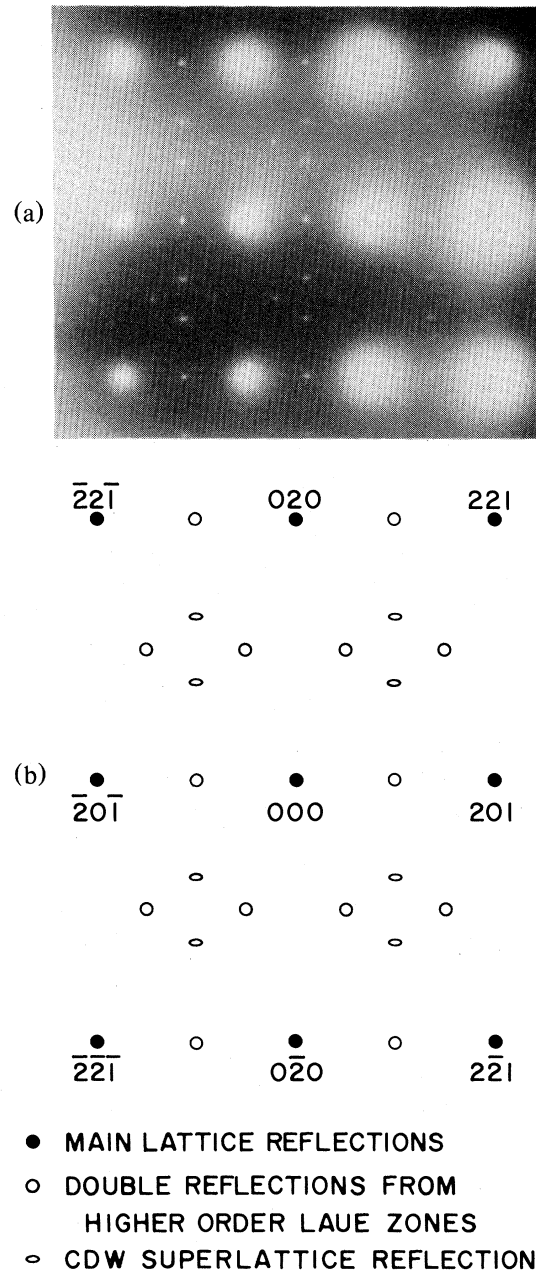 (a)
2̅21̅ 020 221
(b)
2̅01̅ 000 201
2̅2̅1̅ 02̅0 22̅1
● MAIN LATTICE REFLECTIONS
○ DOUBLE REFLECTIONS FROM
HIGHER ORDER LAUE ZONES
⬭ CDW SUPERLATTICE REFLECTION